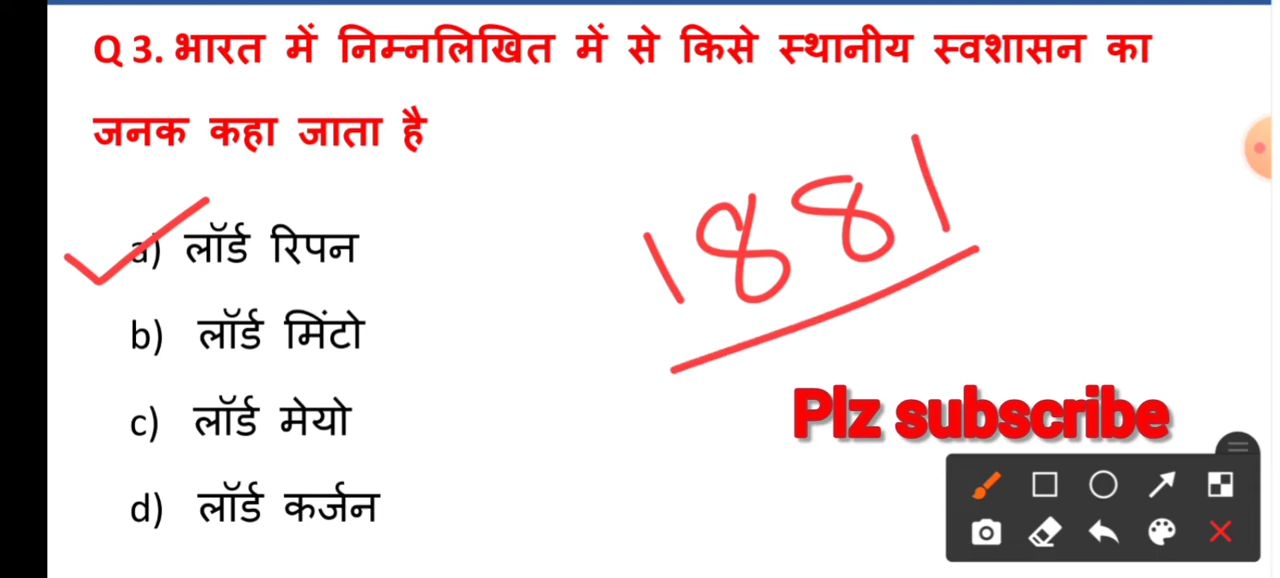 Q 3. भारत में निम्नलिखित में से किसे स्थानीय स्वशासन का
जनक कहा जाता है
a) लॉर्ड रिपन
1881
b) लॉर्ड मिंटो
c) लॉर्ड मेयो
Plz subscribe
d) लॉर्ड कर्जन